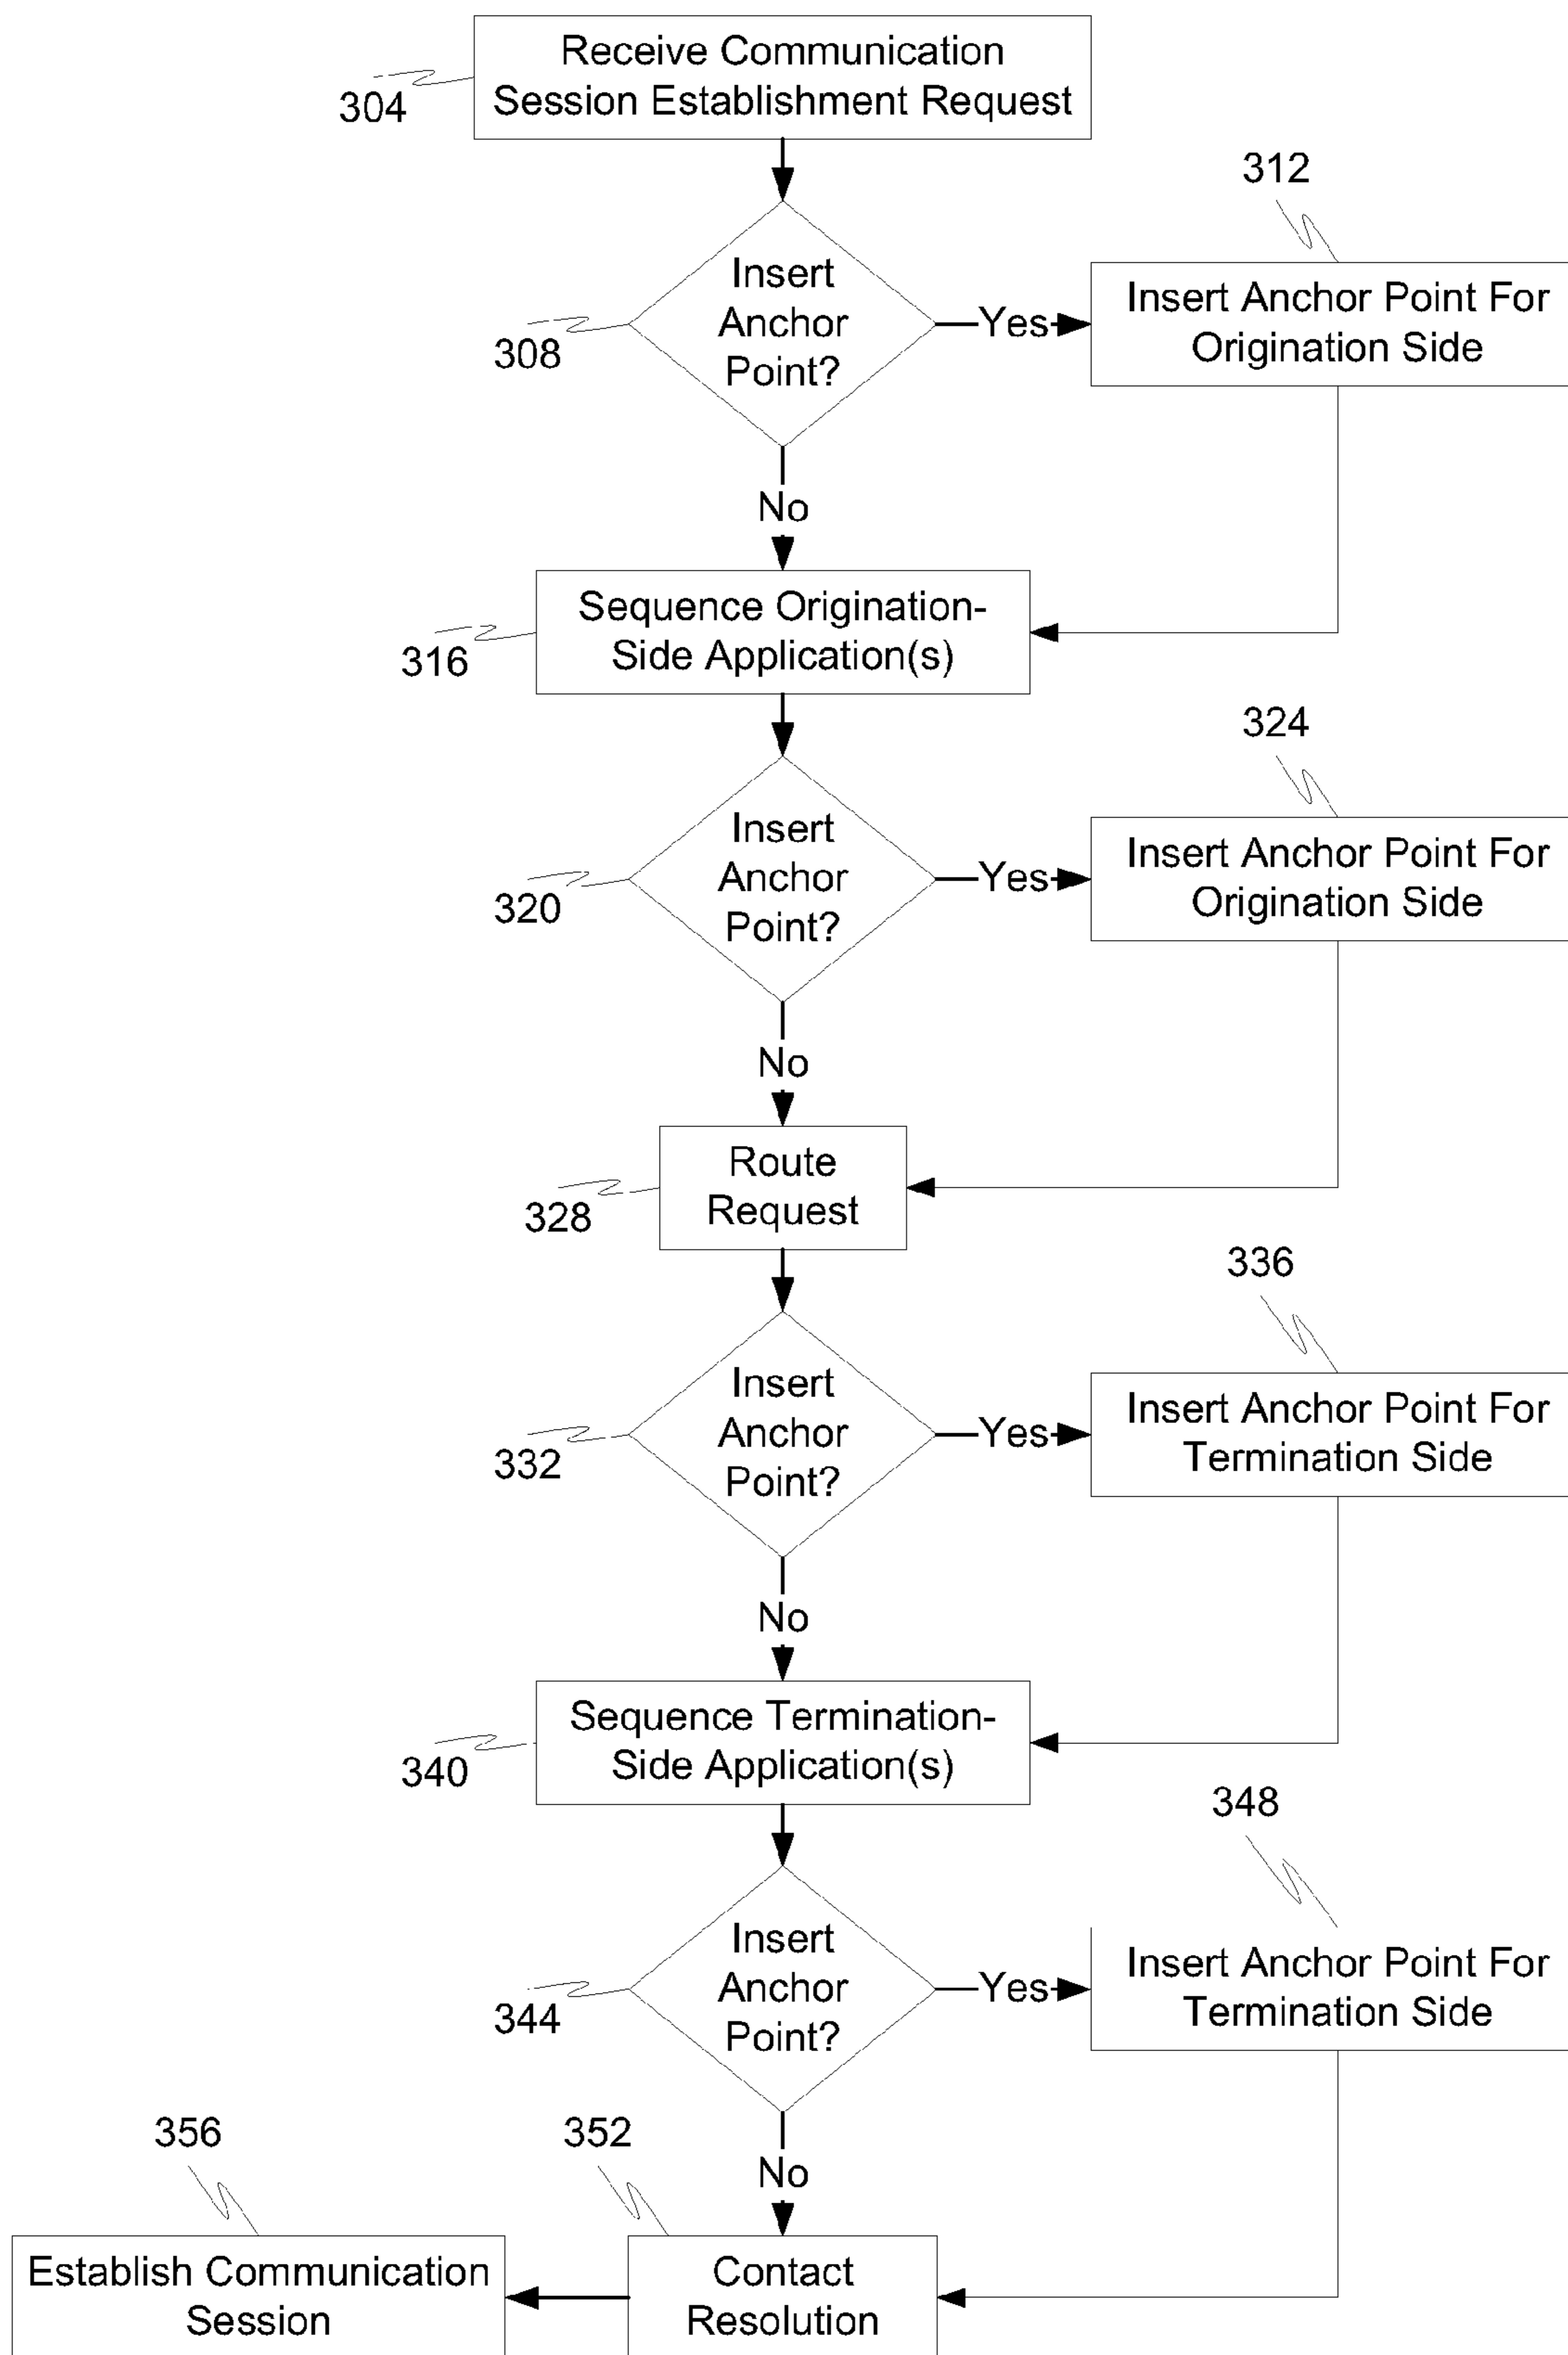 Receive Communication
Session Establishment Request
304
312
Insert
Anchor
Point?
308
Yes
Insert Anchor Point For
Origination Side
No
Sequence Origination-
Side Application(s)
316
324
Insert
Anchor
Point?
320
Yes
Insert Anchor Point For
Origination Side
No
Route
Request
328
336
Insert
Anchor
Point?
332
Yes
Insert Anchor Point For
Termination Side
No
Sequence Termination-
Side Application(s)
340
348
Insert
Anchor
Point?
344
Yes
Insert Anchor Point For
Termination Side
No
356
352
Establish Communication
Session
Contact
Resolution